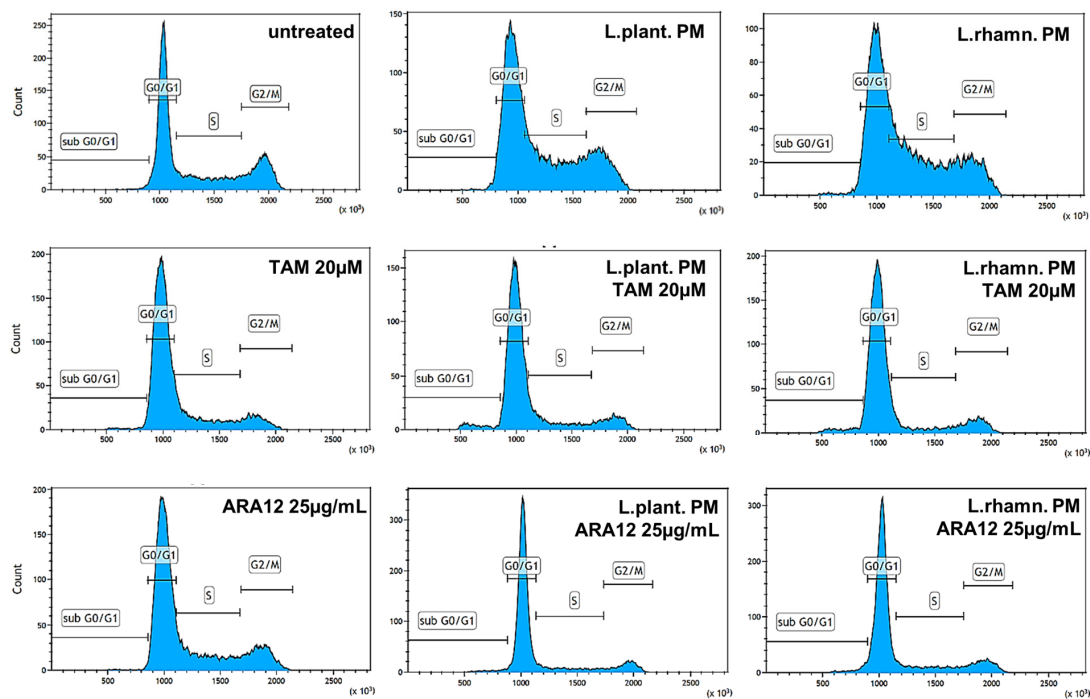 untreated
250
200
150
100
50
0
Count
sub G0/G1
G0/G1
S
G2/M
500 1000 1500 2000 2500
(x 10³)
L.plant. PM
150
100
50
0
sub G0/G1
G0/G1
S
G2/M
500 1000 1500 2000 2500
(x 10³)
L.rhamn. PM
100
80
60
40
20
0
sub G0/G1
G0/G1
S
G2/M
500 1000 1500 2000 2500
(x 10³)
TAM 20µM
200
150
100
50
0
Count
sub G0/G1
G0/G1
S
G2/M
500 1000 1500 2000 2500
(x 10³)
L.plant. PM
TAM 20µM
150
100
50
0
sub G0/G1
G0/G1
S
G2/M
500 1000 1500 2000 2500
(x 10³)
L.rhamn. PM
TAM 20µM
200
150
100
50
0
sub G0/G1
G0/G1
S
G2/M
500 1000 1500 2000 2500
(x 10³)
ARA12 25µg/mL
200
150
100
50
0
Count
sub G0/G1
G0/G1
S
G2/M
500 1000 1500 2000 2500
(x 10³)
L.plant. PM
ARA12 25µg/mL
300
200
100
0
sub G0/G1
G0/G1
S
G2/M
500 1000 1500 2000 2500
(x 10³)
L.rhamn. PM
ARA12 25µg/mL
300
200
100
0
sub G0/G1
G0/G1
S
G2/M
500 1000 1500 2000 2500
(x 10³)